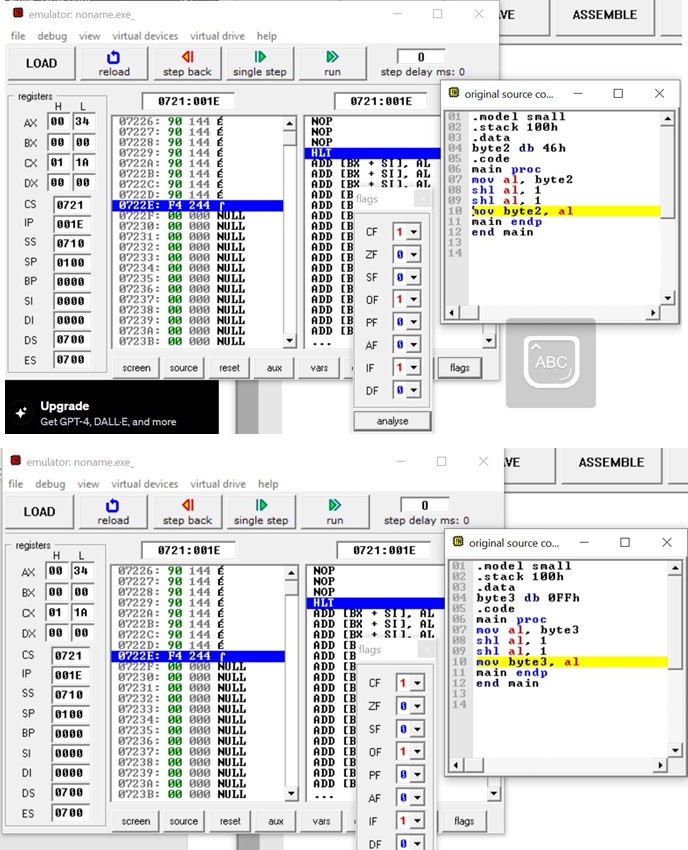 AVE
ASSEMBLE
emulator: noname.exe_
file debug view virtual devices virtual drive help
LOAD
reload
step back
single step
run
0
step delay ms: 0
registers
H L
AX 00 34
BX 00 00
CX 01 1A
DX 00 00
CS 0721
IP 001E
SS 0710
SP 0100
BP 0000
SI 0000
DI 0000
DS 0700
ES 0700
0721:001E
07226: 90 144 É
07227: 90 144 É
07228: 90 144 É
07229: 90 144 É
0722A: 90 144 É
0722B: 90 144 É
0722C: 90 144 É
0722D: 90 144 É
0722E: F4 244 ⌠
0722F: 00 000 NULL
07230: 00 000 NULL
07231: 00 000 NULL
07232: 00 000 NULL
07233: 00 000 NULL
07234: 00 000 NULL
07235: 00 000 NULL
07236: 00 000 NULL
07237: 00 000 NULL
07238: 00 000 NULL
07239: 00 000 NULL
0723A: 00 000 NULL
0723B: 00 000 NULL
0721:001E
NOP
NOP
NOP
HLT
ADD [BX + SI], AL
ADD [BX + SI], AL
ADD [BX + SI], AL
ADD [B
ADD [B
ADD [B
ADD [B
ADD [B
ADD [B
ADD [B
ADD [B
ADD [B
ADD [B
ADD [B
ADD [B
...
screen source reset aux vars flags
flags
CF 1
ZF 0
SF 0
OF 1
PF 0
AF 0
IF 1
DF 0
analyse
original source co...
01 .model small
02 .stack 100h
03 .data
04 byte2 db 46h
05 .code
06 main proc
07 mov al, byte2
08 shl al, 1
09 shl al, 1
10 mov byte2, al
11 main endp
12 end main
13
14
ABC
Upgrade
Get GPT-4, DALL·E, and more
VE
ASSEMBLE
emulator: noname.exe_
file debug view virtual devices virtual drive help
LOAD
reload
step back
single step
run
0
step delay ms: 0
registers
H L
AX 00 34
BX 00 00
CX 01 1A
DX 00 00
CS 0721
IP 001E
SS 0710
SP 0100
BP 0000
SI 0000
DI 0000
DS 0700
ES 0700
0721:001E
07226: 90 144 É
07227: 90 144 É
07228: 90 144 É
07229: 90 144 É
0722A: 90 144 É
0722B: 90 144 É
0722C: 90 144 É
0722D: 90 144 É
0722E: F4 244 ⌠
0722F: 00 000 NULL
07230: 00 000 NULL
07231: 00 000 NULL
07232: 00 000 NULL
07233: 00 000 NULL
07234: 00 000 NULL
07235: 00 000 NULL
07236: 00 000 NULL
07237: 00 000 NULL
07238: 00 000 NULL
07239: 00 000 NULL
0723A: 00 000 NULL
0723B: 00 000 NULL
0721:001E
NOP
NOP
NOP
HLT
ADD [BX + SI], AL
ADD [BX + SI], AL
ADD [BX + SI], AL
ADD [B
ADD [B
ADD [B
ADD [B
ADD [B
ADD [B
ADD [B
ADD [B
ADD [B
ADD [B
ADD [B
ADD [B
...
screen source reset aux vars flags
flags
CF 1
ZF 0
SF 0
OF 1
PF 0
AF 0
IF 1
DF 0
original source co...
01 .model small
02 .stack 100h
03 .data
04 byte3 db 0FFh
05 .code
06 main proc
07 mov al, byte3
08 shl al, 1
09 shl al, 1
10 mov byte3, al
11 main endp
12 end main
13
14